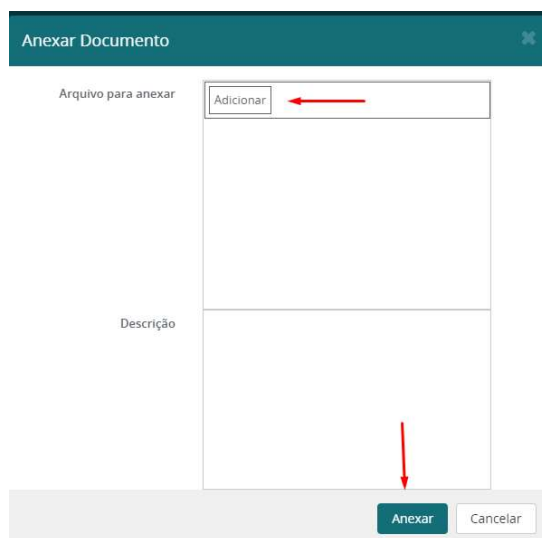 Anexar Documento
Arquivo para anexar
Adicionar
Descrição
Anexar
Cancelar